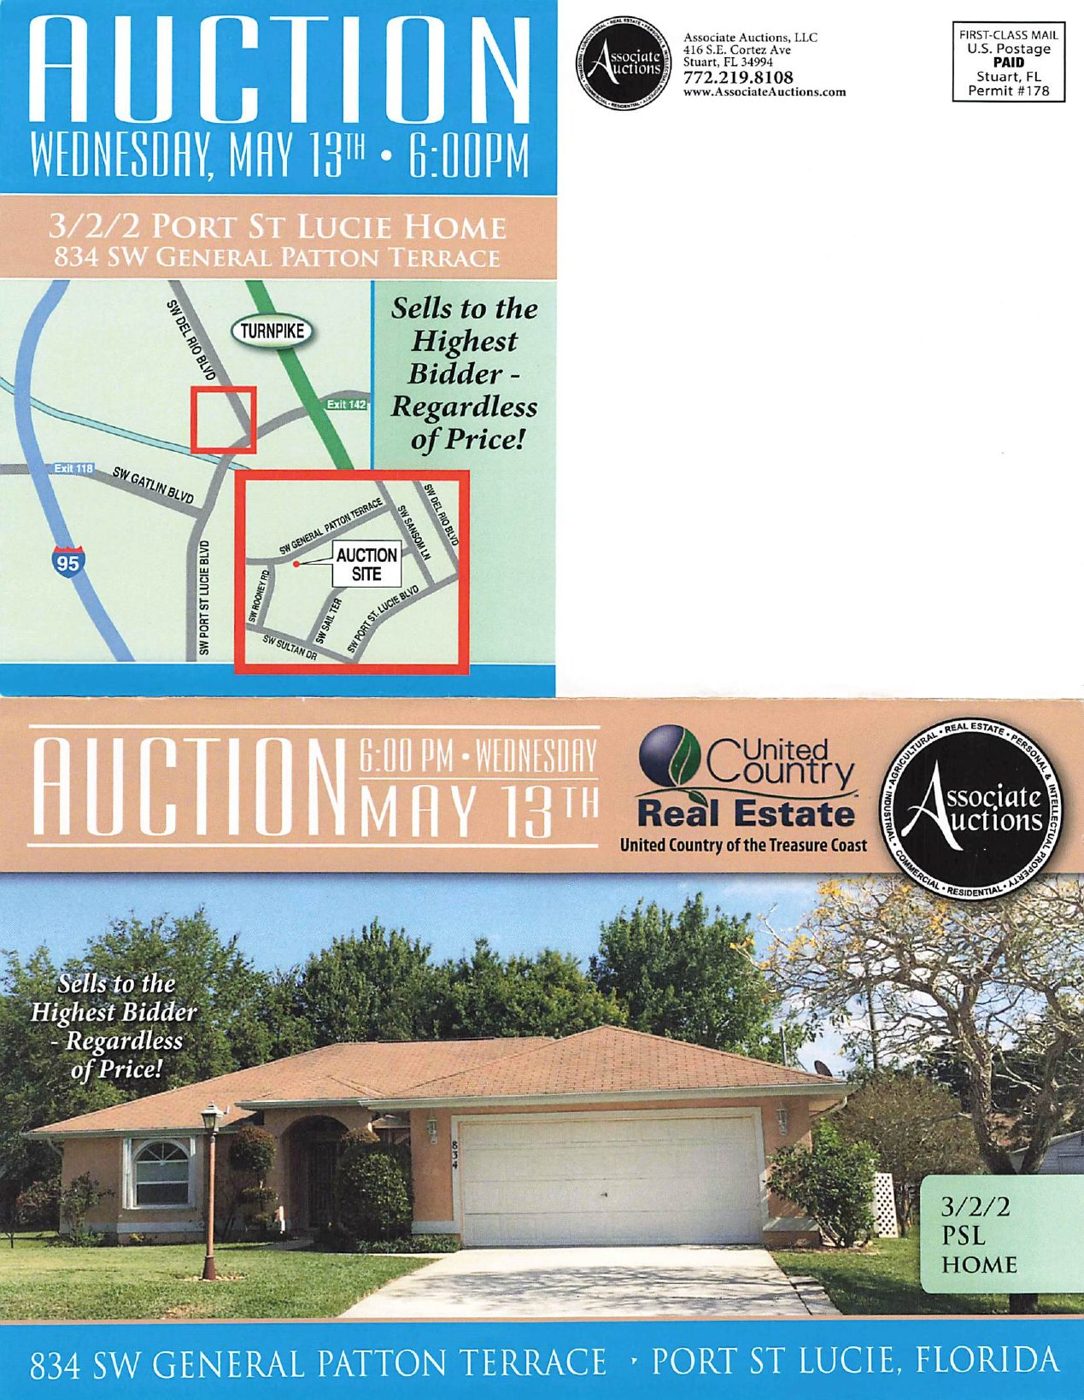 AUCTION
WEDNESDAY, MAY 13TH • 6:00PM
3/2/2 PORT ST LUCIE HOME
834 SW GENERAL PATTON TERRACE
SW DEL RIO BLVD
TURNPIKE
Exit 142
Exit 118
SW GATLIN BLVD
95
SW PORT ST LUCIE BLVD
SW GENERAL PATTON TERRACE
SW SANSOM LN
SW DEL RIO BLVD
AUCTION
SITE
SW ROONEY RD
SW SAIL TER
SW PORT ST. LUCIE BLVD
SW SULTAN DR
Sells to the
Highest
Bidder -
Regardless
of Price!
Associate
Auctions
Associate Auctions, LLC
416 S.E. Cortez Ave
Stuart, FL 34994
772.219.8108
www.AssociateAuctions.com
FIRST-CLASS MAIL
U.S. Postage
PAID
Stuart, FL
Permit #178
AUCTION
6:00 PM • WEDNESDAY
MAY 13TH
United
Country
Real Estate
United Country of the Treasure Coast
INDUSTRIAL • AGRICULTURAL • REAL ESTATE • PERSONAL & INTELLECTUAL PROPERTY
Associate
Auctions
COMMERCIAL • RESIDENTIAL
Sells to the
Highest Bidder
- Regardless
of Price!
834
3/2/2
PSL
HOME
834 SW GENERAL PATTON TERRACE • PORT ST LUCIE, FLORIDA